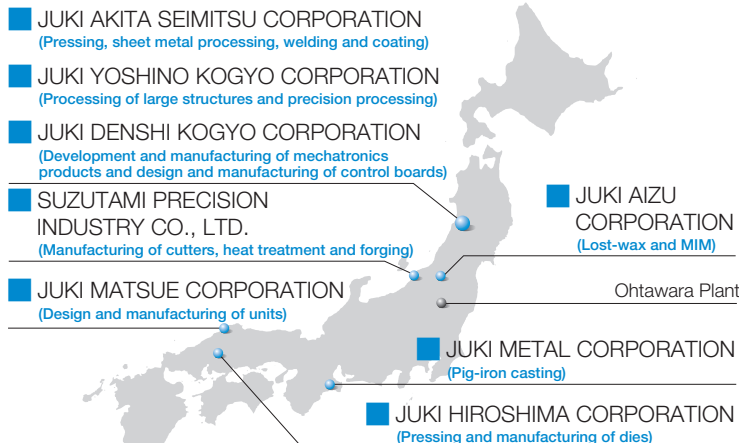 JUKI AKITA SEIMITSU CORPORATION
(Pressing, sheet metal processing, welding and coating)
JUKI YOSHINO KOGYO CORPORATION
(Processing of large structures and precision processing)
JUKI DENSHI KOGYO CORPORATION
(Development and manufacturing of mechatronics
products and design and manufacturing of control boards)
SUZUTAMI PRECISION
INDUSTRY CO., LTD.
(Manufacturing of cutters, heat treatment and forging)
JUKI MATSUE CORPORATION
(Design and manufacturing of units)
JUKI AIZU
CORPORATION
(Lost-wax and MIM)
Ohtawara Plant
JUKI METAL CORPORATION
(Pig-iron casting)
JUKI HIROSHIMA CORPORATION
(Pressing and manufacturing of dies)